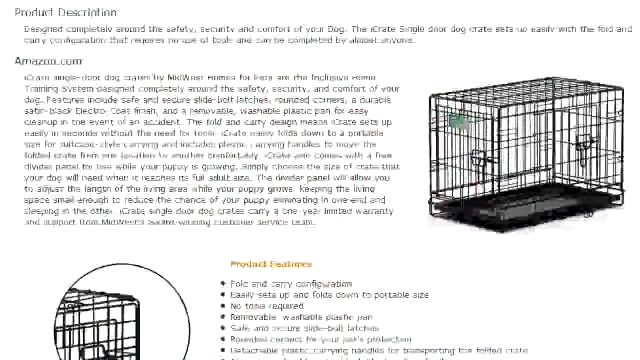 Product Description
Designed completely around the safety, security and comfort of your Dog. The iCrate Single door dog crate sets up easily with the fold and
carry configuration that requires no use of tools and can be completed by almost anyone.
Amazon.com
iCrate single-door dog crates by MidWest Homes for Pets are the Inclusive Home
Training System designed completely around the safety, security, and comfort of your
dog. Features include safe and secure slide-bolt latches, rounded corners, a durable
satin-black Electro-Coat finish, and a removable, washable plastic pan for easy
cleanup in the event of an accident. The fold and carry design means iCrate sets up
easily in seconds without the need for tools. iCrate easily folds down to a portable
size for suitcase-style carrying and includes plastic carrying handles to move the
folded crate from one location to another comfortably. iCrate also comes with a free
divider panel for use while your puppy is growing. Simply choose the size of crate that
your dog will need when it reaches its full adult size. The divider panel will allow you
to adjust the length of the living area while your puppy grows, keeping the living
space small enough to reduce the chance of your puppy eliminating in one end and
sleeping in the other. iCrate single door dog crates carry a one-year limited warranty
and support from MidWest's award-winning customer service team.
Product Features
Fold and carry configuration
Easily sets up and folds down to portable size
No tools required
Removable, washable plastic pan
Safe and secure slide-bolt latches
Rounded corners for your pet's protection
Detachable plastic carrying handles for transporting the folded crate